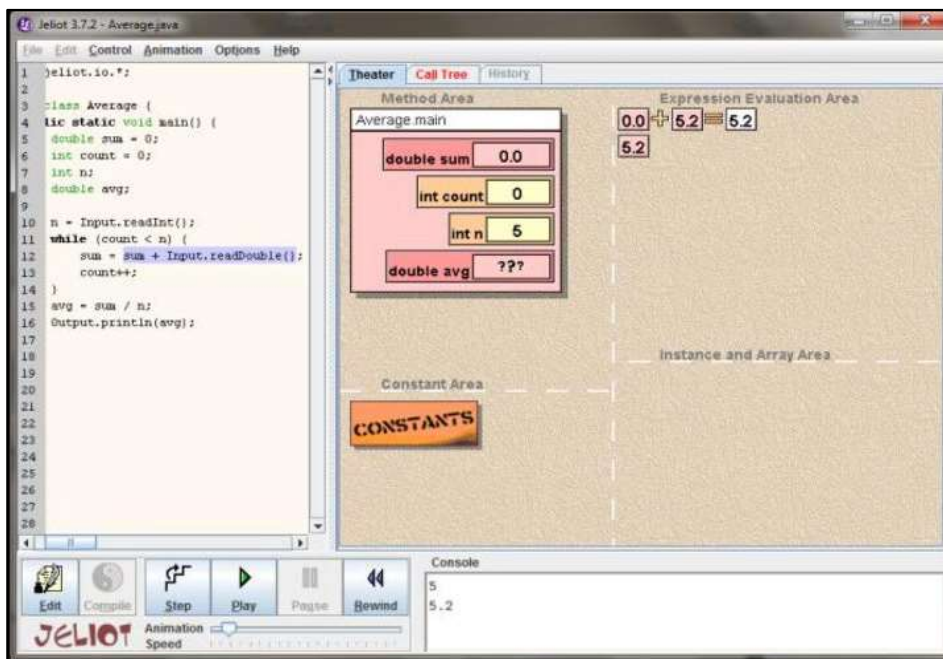 Jeliot 3.7.2 - Average.java
File Edit Control Animation Options Help
1 jeliot.io.*;
2
3 class Average {
4 lic static void main() {
5 double sum = 0;
6 int count = 0;
7 int n;
8 double avg;
9
10 n = Input.readInt();
11 while (count < n) {
12 sum = sum + Input.readDouble();
13 count++;
14 }
15 avg = sum / n;
16 Output.println(avg);
17
18
19
20
21
22
23
24
25
26
27
28
Theater Call Tree History
Method Area
Average.main
double sum 0.0
int count 0
int n 5
double avg ???
Expression Evaluation Area
0.0 + 5.2 = 5.2
5.2
Constant Area
CONSTANTS
Instance and Array Area
Edit Compile Step Play Pause Rewind
JELIOT
Animation Speed
Console
5
5.2